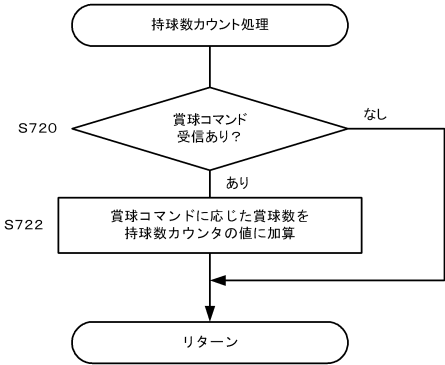 持球数カウント処理
S720
賞球コマンド
受信あり？
なし
あり
S722
賞球コマンドに応じた賞球数を
持球数カウンタの値に加算
リターン